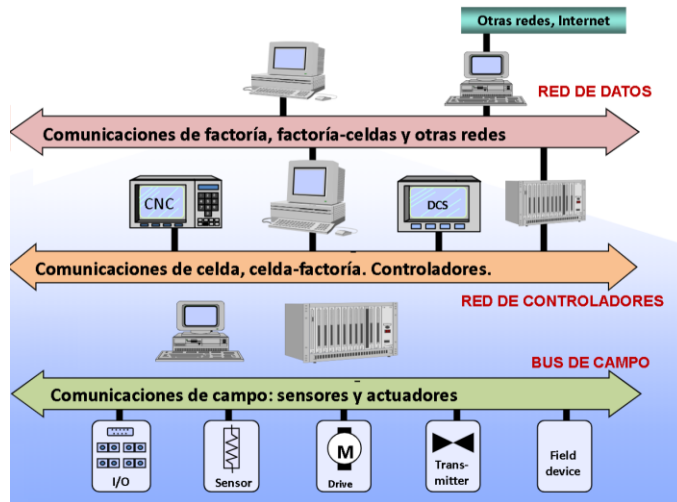 Otras redes, Internet
RED DE DATOS
Comunicaciones de factoría, factoría-celdas y otras redes
CNC
DCS
Comunicaciones de celda, celda-factoría. Controladores.
RED DE CONTROLADORES
BUS DE CAMPO
Comunicaciones de campo: sensores y actuadores
I/O
Sensor
M
Drive
Trans-
mitter
Field
device